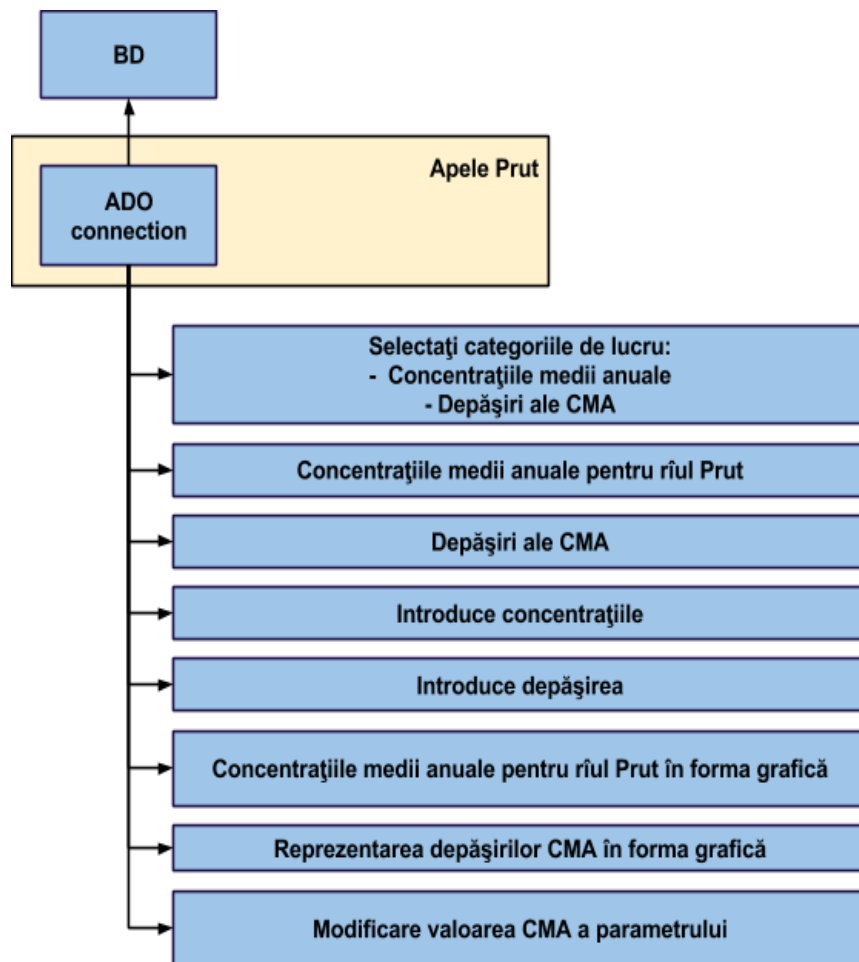 BD
Apele Prut
ADO
connection
Selectaţi categoriile de lucru:
- Concentraţiile medii anuale
- Depăşiri ale CMA
Concentraţiile medii anuale pentru rîul Prut
Depăşiri ale CMA
Introduce concentraţiile
Introduce depăşirea
Concentraţiile medii anuale pentru rîul Prut în forma grafică
Reprezentarea depăşirilor CMA în forma grafică
Modificare valoarea CMA a parametrului